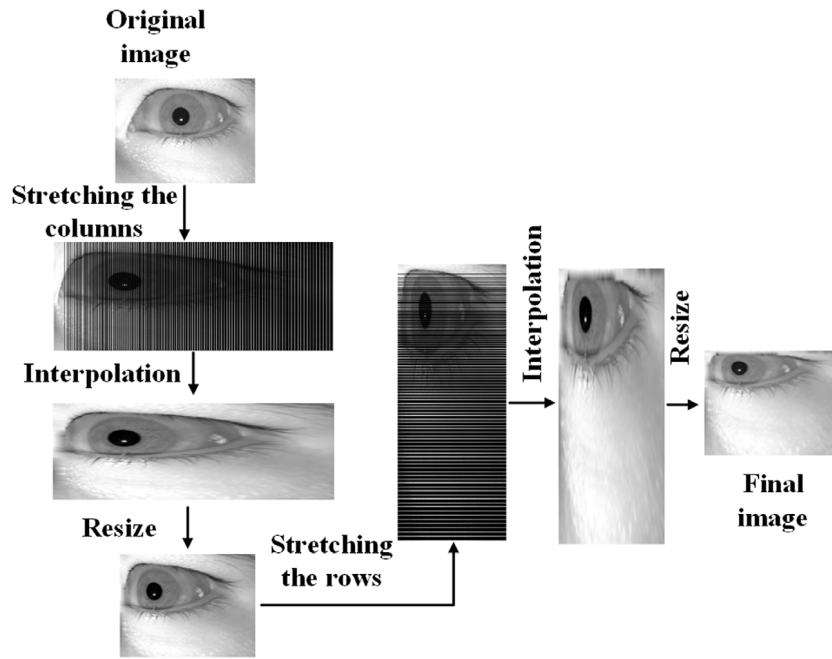 Original
image
Stretching the
columns
Interpolation
Resize
Stretching
the rows
Interpolation
Resize
Final
image